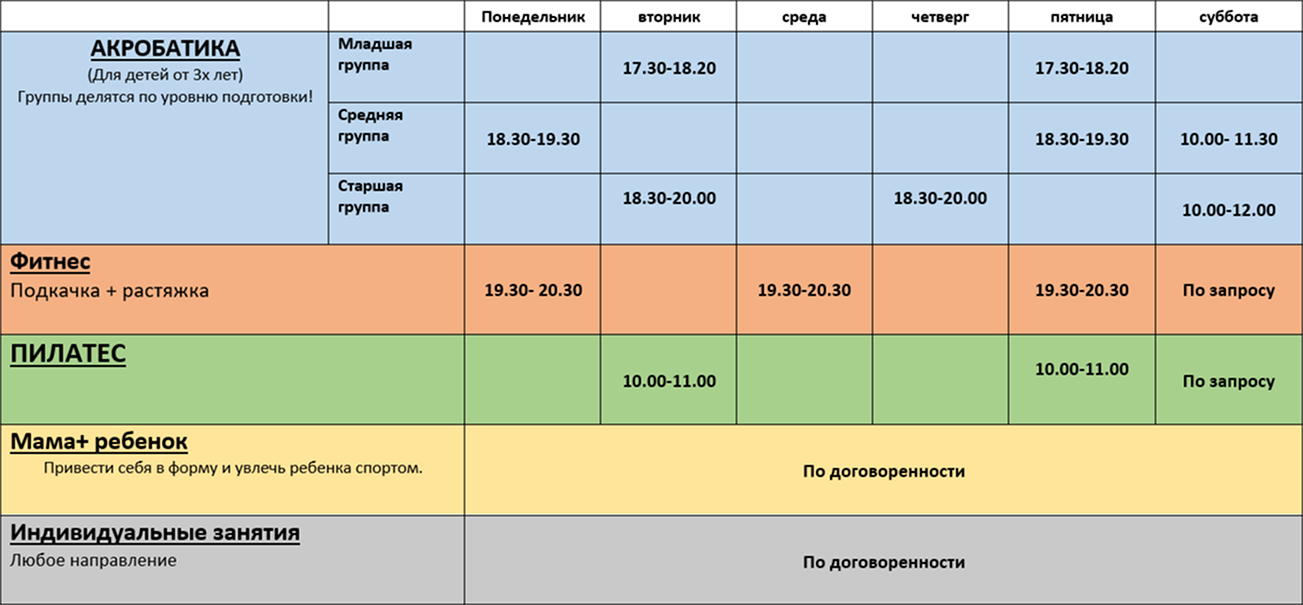 Понедельник вторник среда четверг пятница суббота
АКРОБАТИКА
(Для детей от 3х лет)
Группы делятся по уровню подготовки!
Младшая
группа
17.30-18.20 17.30-18.20
Средняя
группа
18.30-19.30 18.30-19.30 10.00- 11.30
Старшая
группа
18.30-20.00 18.30-20.00 10.00-12.00
Фитнес
Подкачка + растяжка
19.30- 20.30 19.30-20.30 19.30-20.30 По запросу
ПИЛАТЕС
10.00-11.00 10.00-11.00 По запросу
Мама+ ребенок
Привести себя в форму и увлечь ребенка спортом.
По договоренности
Индивидуальные занятия
Любое направление
По договоренности